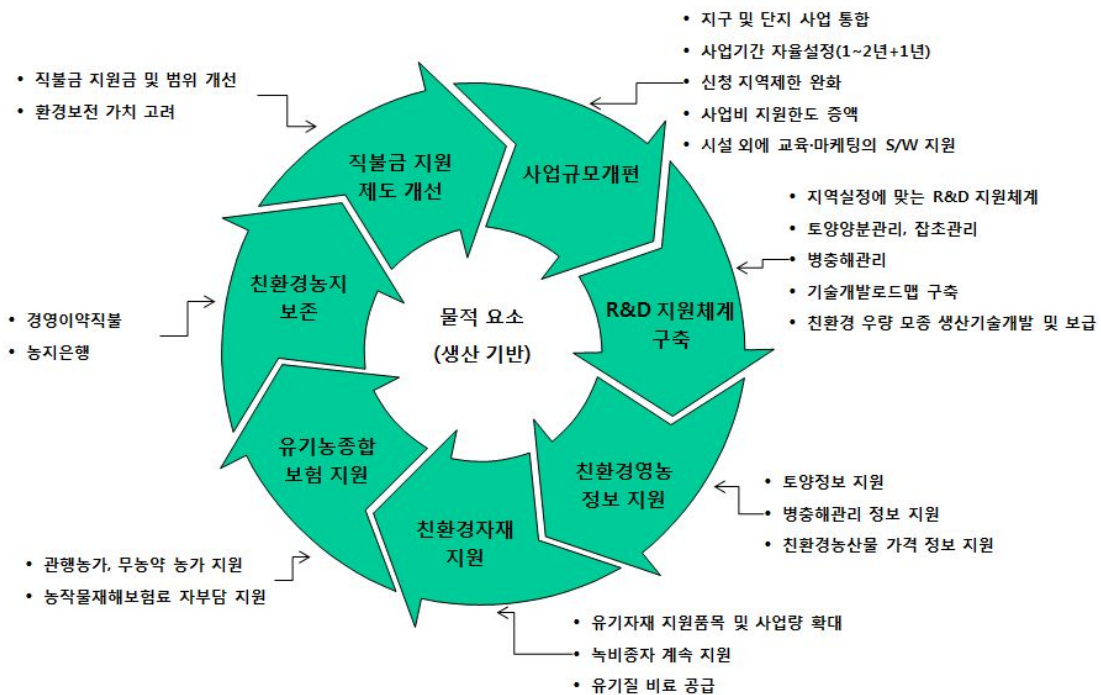 • 지구 및 단지 사업 통합
• 사업기간 자율설정(1~2년+1년)
• 신청 지역제한 완화
• 사업비 지원한도 증액
• 시설 외에 교육·마케팅의 S/W 지원
• 직불금 지원금 및 범위 개선
• 환경보전 가치 고려
직불금 지원
제도 개선
사업규모개편
• 지역실정에 맞는 R&D 지원체계
• 토양양분관리, 잡초관리
• 병충해관리
• 기술개발로드맵 구축
• 친환경 우량 모종 생산기술개발 및 보급
친환경농지
보존
물적 요소
(생산 기반)
R&D 지원체계
구축
• 경영이약직불
• 농지은행
유기농종합
보험 지원
친환경자재
지원
친환경영농
정보 지원
• 토양정보 지원
• 병충해관리 정보 지원
• 친환경농산물 가격 정보 지원
• 관행농가, 무농약 농가 지원
• 농작물재해보험료 자부담 지원
• 유기자재 지원품목 및 사업량 확대
• 녹비종자 계속 지원
• 유기질 비료 공급